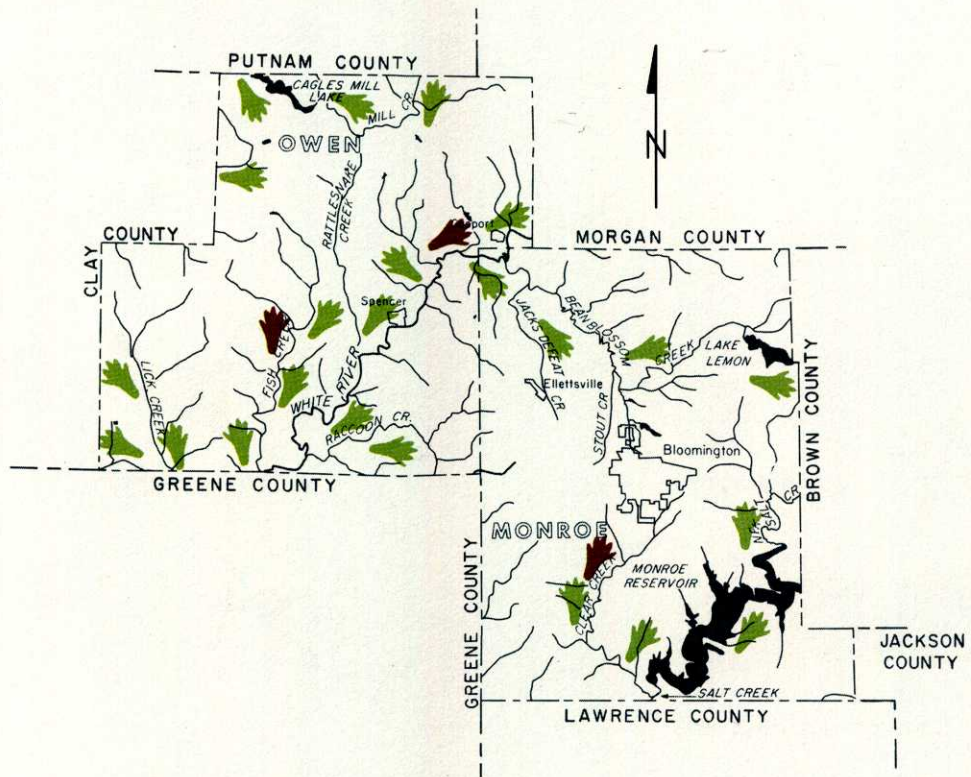 PUTNAM COUNTY
CAGLES MILL
LAKE
MILL CR.
OWEN
N
RATTLESNAKE
CREEK
MORGAN COUNTY
CLAY
COUNTY
Spencer
JACKS DEFEAT
CR.
BEANBLOSSOM
CREEK
LAKE
LEMON
LICK CREEK
FISH CREEK
WHITE RIVER
Ellettsville
STOUT CR.
RACCOON CR.
Bloomington
BROWN COUNTY
GREENE COUNTY
SALT
CR.
MONROE
GREENE COUNTY
MONROE
RESERVOIR
CLEAR CREEK
JACKSON
COUNTY
SALT CREEK
LAWRENCE COUNTY